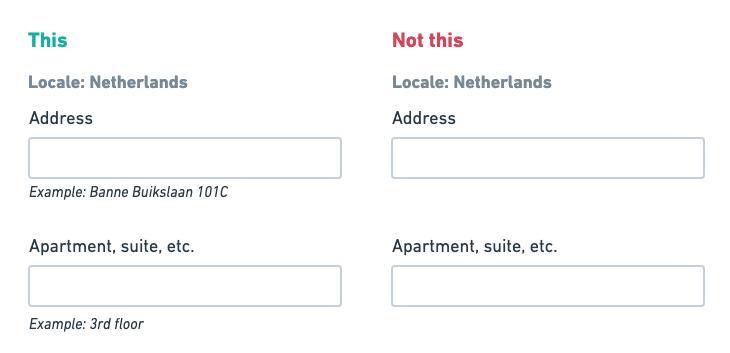 This
Locale: Netherlands
Address
Example: Banne Buikslaan 101C
Apartment, suite, etc.
Example: 3rd floor
Not this
Locale: Netherlands
Address
Apartment, suite, etc.